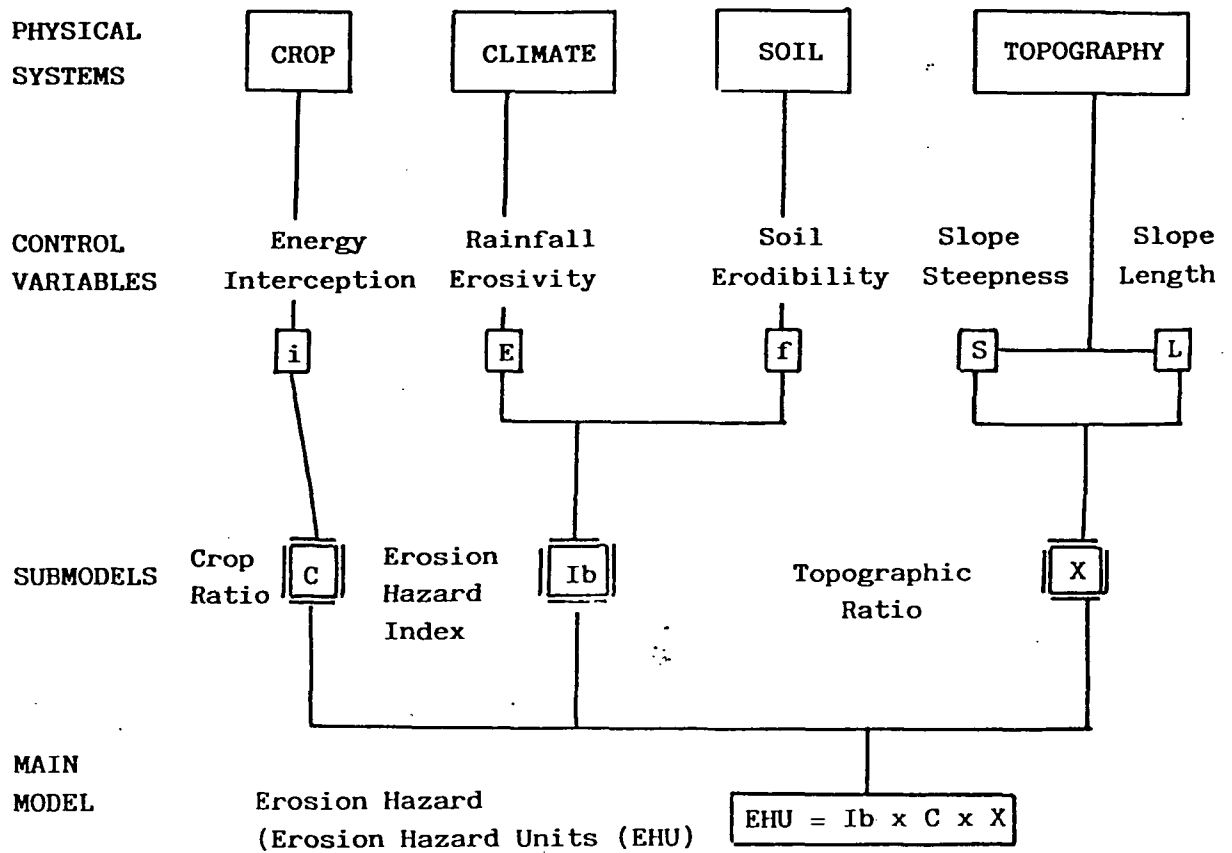 PHYSICAL
SYSTEMS
CROP
CLIMATE
SOIL
TOPOGRAPHY
CONTROL
VARIABLES
Energy
Interception
Rainfall
Erosivity
Soil
Erodibility
Slope
Steepness
Slope
Length
i
E
f
S
L
SUBMODELS
Crop
Ratio
C
Erosion
Hazard
Index
Ib
Topographic
Ratio
X
MAIN
MODEL
Erosion Hazard
(Erosion Hazard Units (EHU)
EHU = Ib x C x X